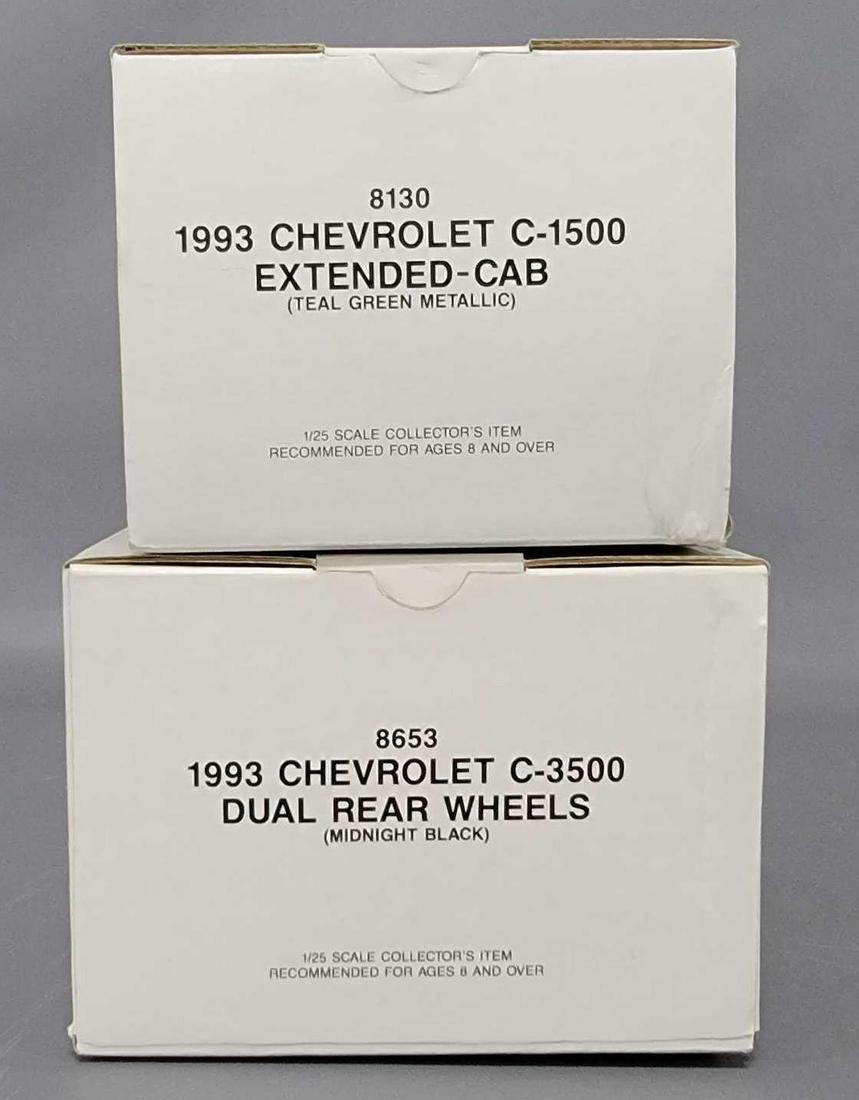 8130
1993 CHEVROLET C-1500
EXTENDED-CAB
(TEAL GREEN METALLIC)
1/25 SCALE COLLECTOR'S ITEM
RECOMMENDED FOR AGES 8 AND OVER
8653
1993 CHEVROLET C-3500
DUAL REAR WHEELS
(MIDNIGHT BLACK)
1/25 SCALE COLLECTOR'S ITEM
RECOMMENDED FOR AGES 8 AND OVER